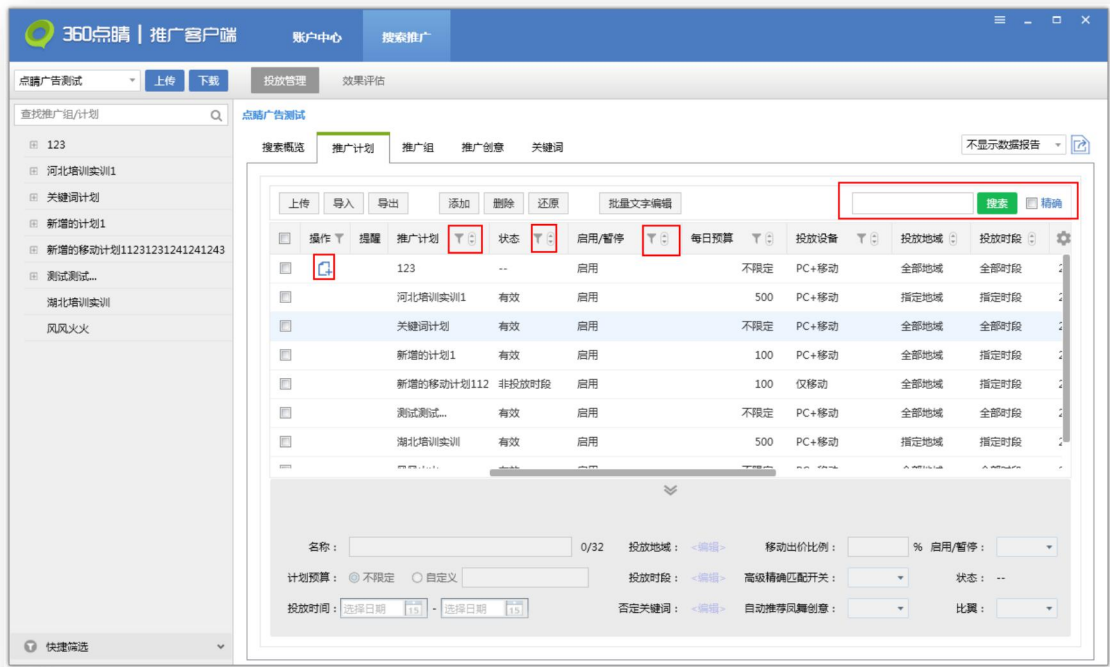 360点睛 | 推广客户端 账户中心 搜索推广
点睛广告测试 上传 下载 投放管理 效果评估
查找推广组/计划 点睛广告测试
123
河北培训实训1
关键词计划
新增的计划1
新增的移动计划11231231241241243
测试测试...
湖北培训实训
风风火火
快捷筛选
搜索概览 推广计划 推广组 推广创意 关键词 不显示数据报告
上传 导入 导出 添加 删除 还原 批量文字编辑 搜索 精确
操作 提醒 推广计划 状态 启用/暂停 每日预算 投放设备 投放地域 投放时段
123 -- 启用 不限定 PC+移动 全部地域 全部时段
河北培训实训1 有效 启用 500 PC+移动 指定地域 指定时段
关键词计划 有效 启用 不限定 PC+移动 全部地域 全部时段
新增的计划1 有效 启用 100 PC+移动 全部地域 指定时段
新增的移动计划112 非投放时段 启用 100 仅移动 全部地域 指定时段
测试测试... 有效 启用 不限定 PC+移动 全部地域 全部时段
湖北培训实训 有效 启用 500 PC+移动 指定地域 指定时段
名称： 0/32 投放地域： <编辑> 移动出价比例： % 启用/暂停：
计划预算： 不限定 自定义 投放时段： <编辑> 高级精确匹配开关： 状态： --
投放时间： 选择日期 15 - 选择日期 15 否定关键词： <编辑> 自动推荐凤舞创意： 比翼：